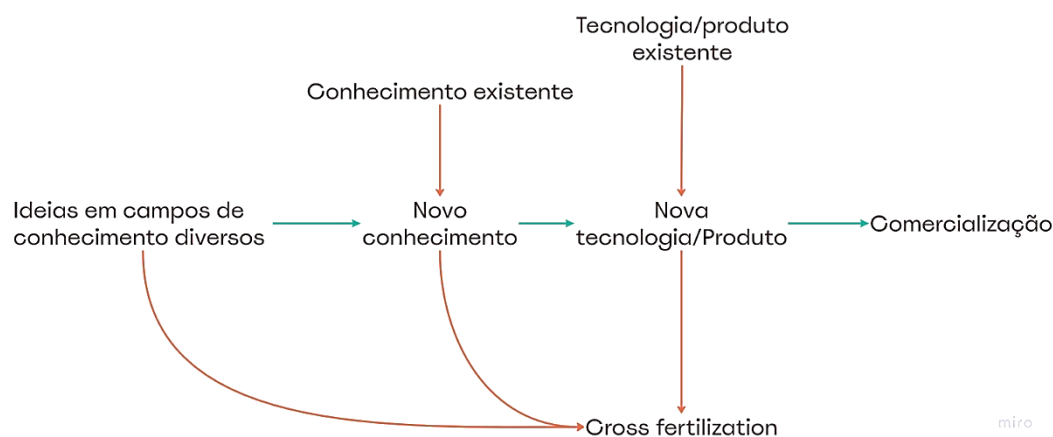 Tecnologia/produto
existente
Conhecimento existente
Ideias em campos de
conhecimento diversos
Novo
conhecimento
Nova
tecnologia/Produto
Comercialização
Cross fertilization
miro